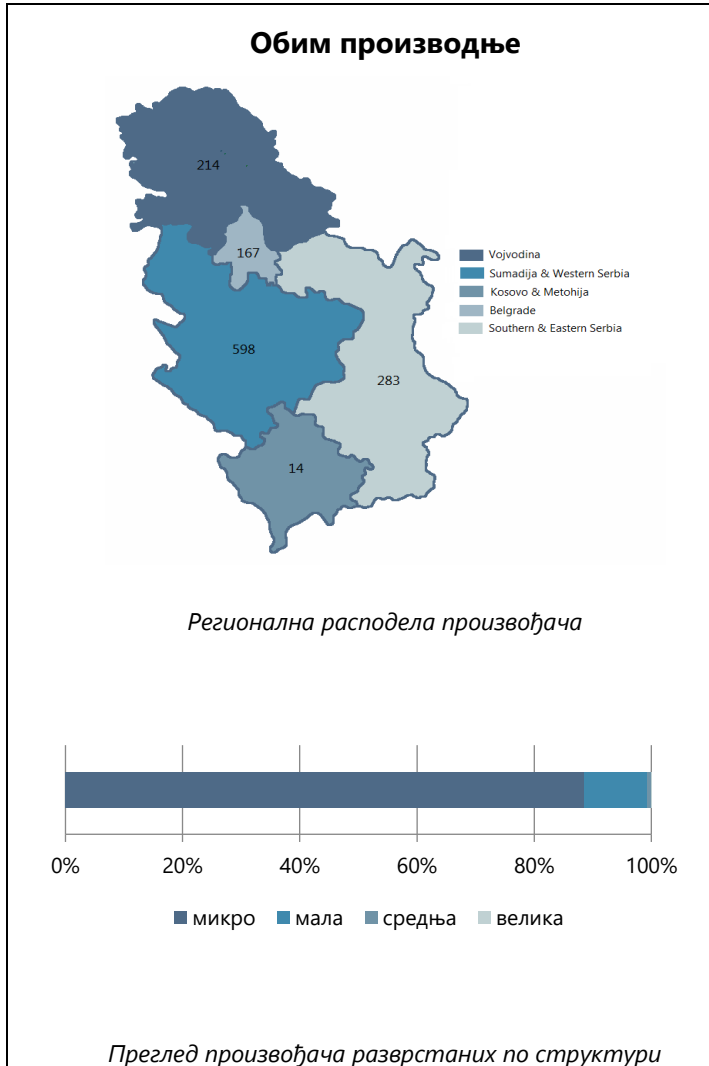 Обим производње
214
167
598
283
14
Vojvodina
Sumadija & Western Serbia
Kosovo & Metohija
Belgrade
Southern & Eastern Serbia
Регионална расподела произвођача
0% 20% 40% 60% 80% 100%
микро мала средња велика
Преглед произвођача разврстаних по структури